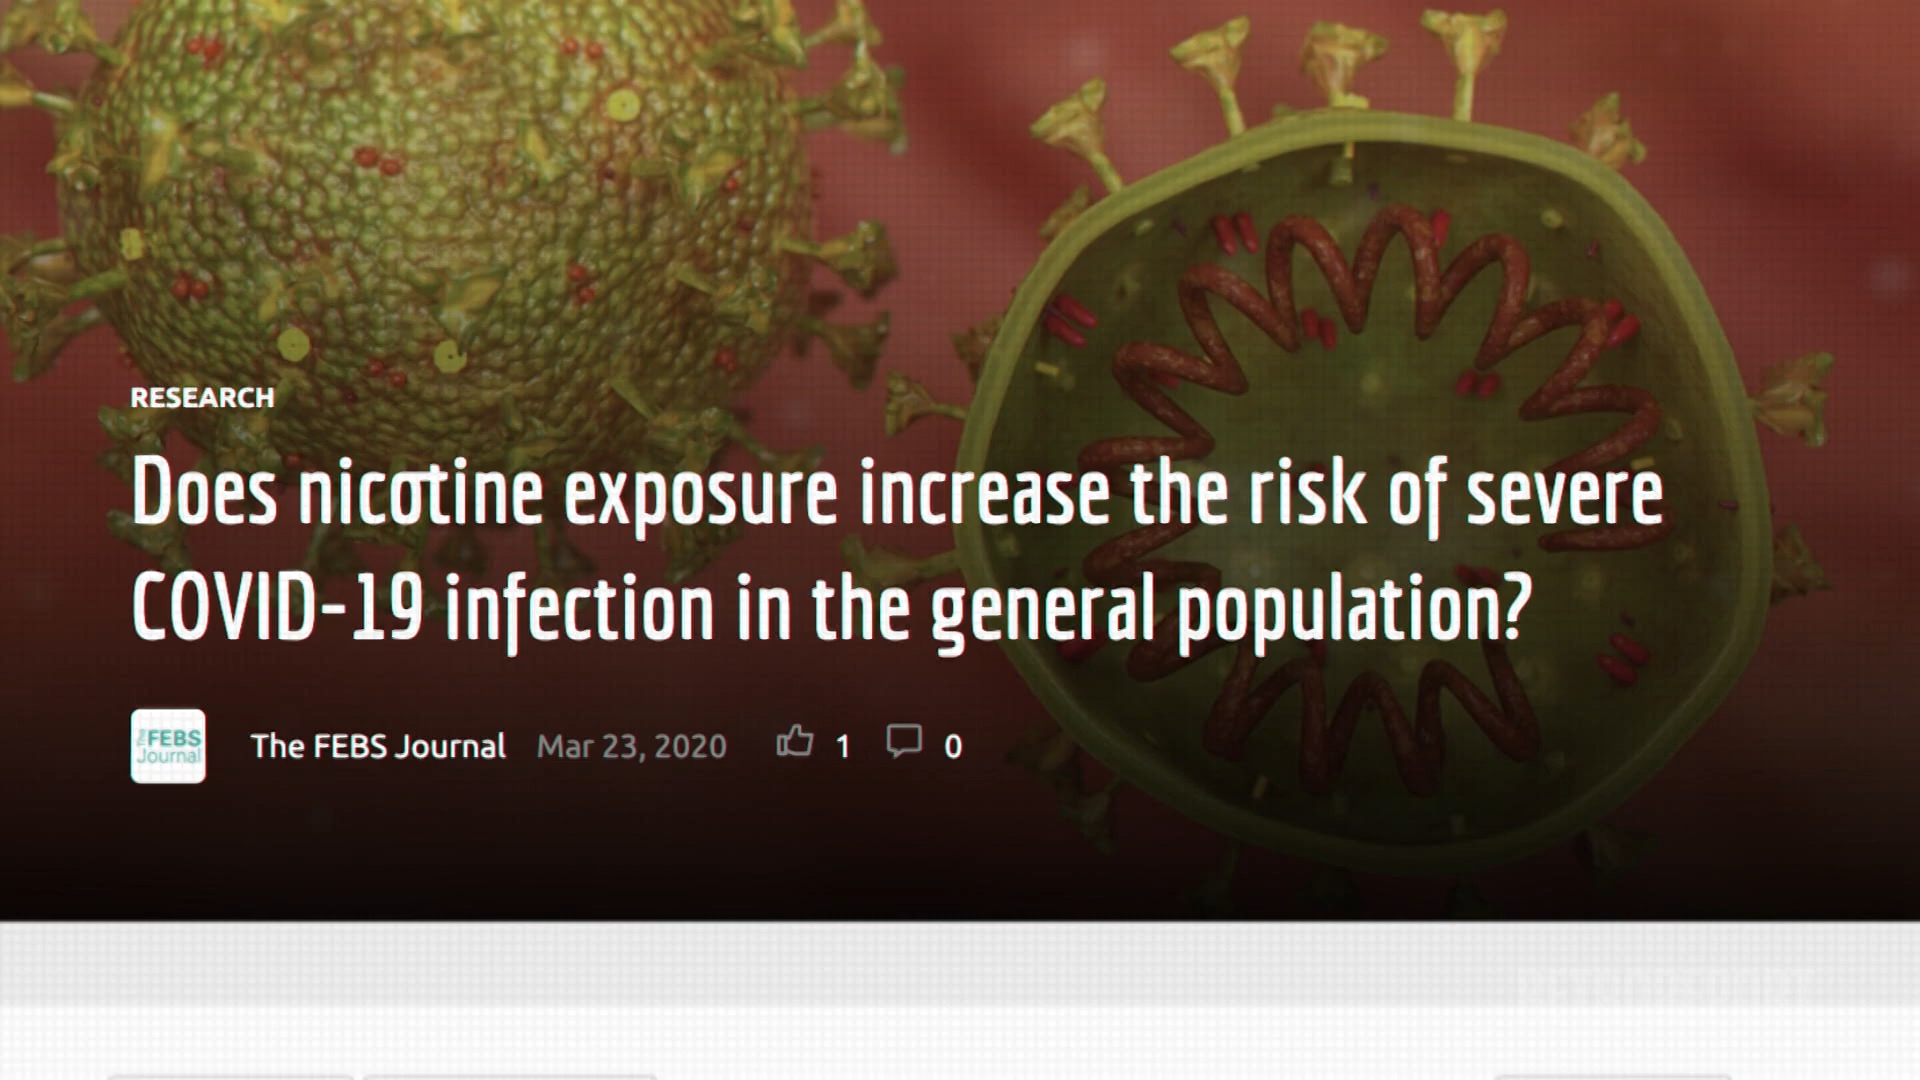 RESEARCH
Does nicotine exposure increase the risk of severe
COVID-19 infection in the general population?
The FEBS Journal
The FEBS Journal Mar 23, 2020 1 0